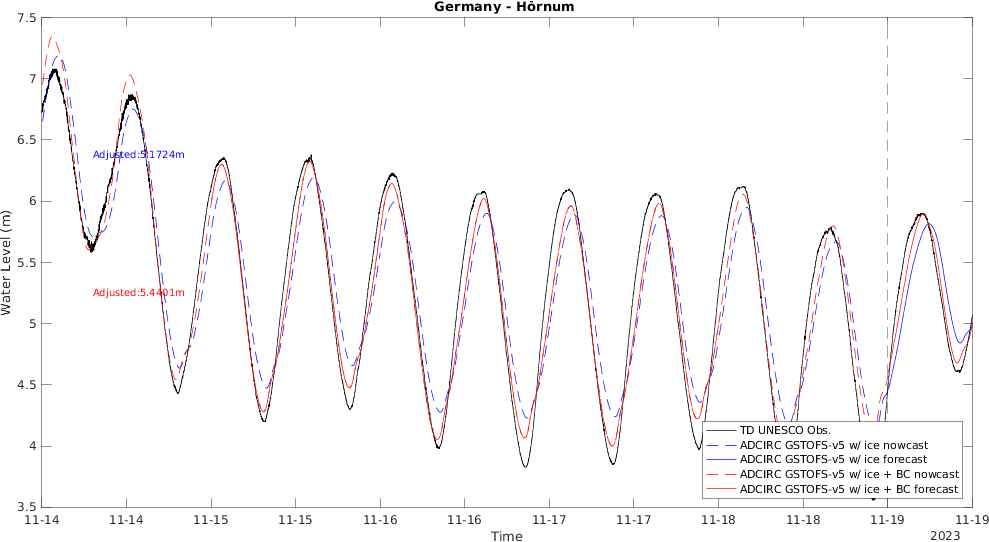 Germany - Hörnum
7.5
7
6.5
6
5.5
5
4.5
4
3.5
Water Level (m)
Adjusted:5.1724m
Adjusted:5.4401m
TD UNESCO Obs.
ADCIRC GSTOFS-v5 w/ ice nowcast
ADCIRC GSTOFS-v5 w/ ice forecast
ADCIRC GSTOFS-v5 w/ ice + BC nowcast
ADCIRC GSTOFS-v5 w/ ice + BC forecast
11-14 11-14 11-15 11-15 11-16 11-16 11-17 11-17 11-18 11-18 11-19 11-19
Time
2023